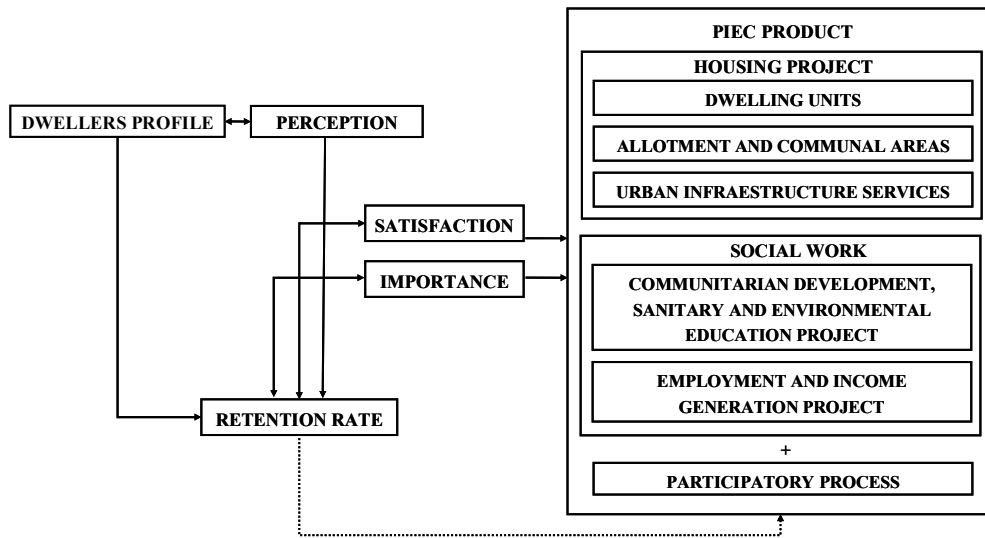 PIEC PRODUCT
HOUSING PROJECT
DWELLING UNITS
ALLOTMENT AND COMMUNAL AREAS
URBAN INFRAESTRUCTURE SERVICES
DWELLERS PROFILE
PERCEPTION
SATISFACTION
IMPORTANCE
RETENTION RATE
SOCIAL WORK
COMMUNITARIAN DEVELOPMENT,
SANITARY AND ENVIRONMENTAL
EDUCATION PROJECT
EMPLOYMENT AND INCOME
GENERATION PROJECT
+
PARTICIPATORY PROCESS